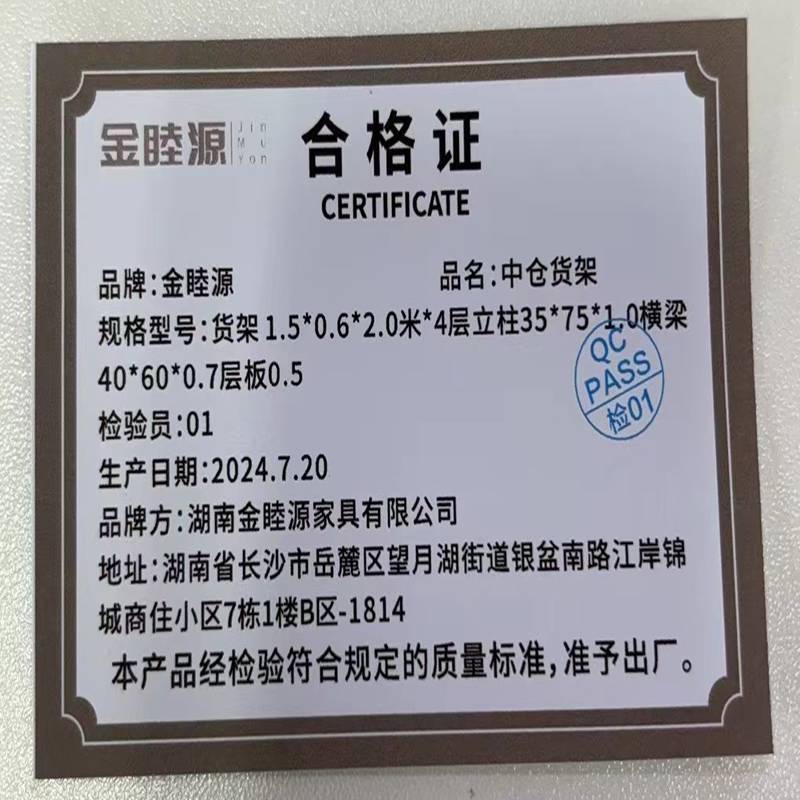 金睦源 Jin Mu Yon
合格证
CERTIFICATE
品牌:金睦源 品名:中仓货架
规格型号:货架 1.5*0.6*2.0米*4层立柱35*75*1.0横梁
40*60*0.7层板0.5
QC
PASS
检01
检验员:01
生产日期:2024.7.20
品牌方:湖南金睦源家具有限公司
地址:湖南省长沙市岳麓区望月湖街道银盆南路江岸锦
城商住小区7栋1楼B区-1814
本产品经检验符合规定的质量标准,准予出厂。